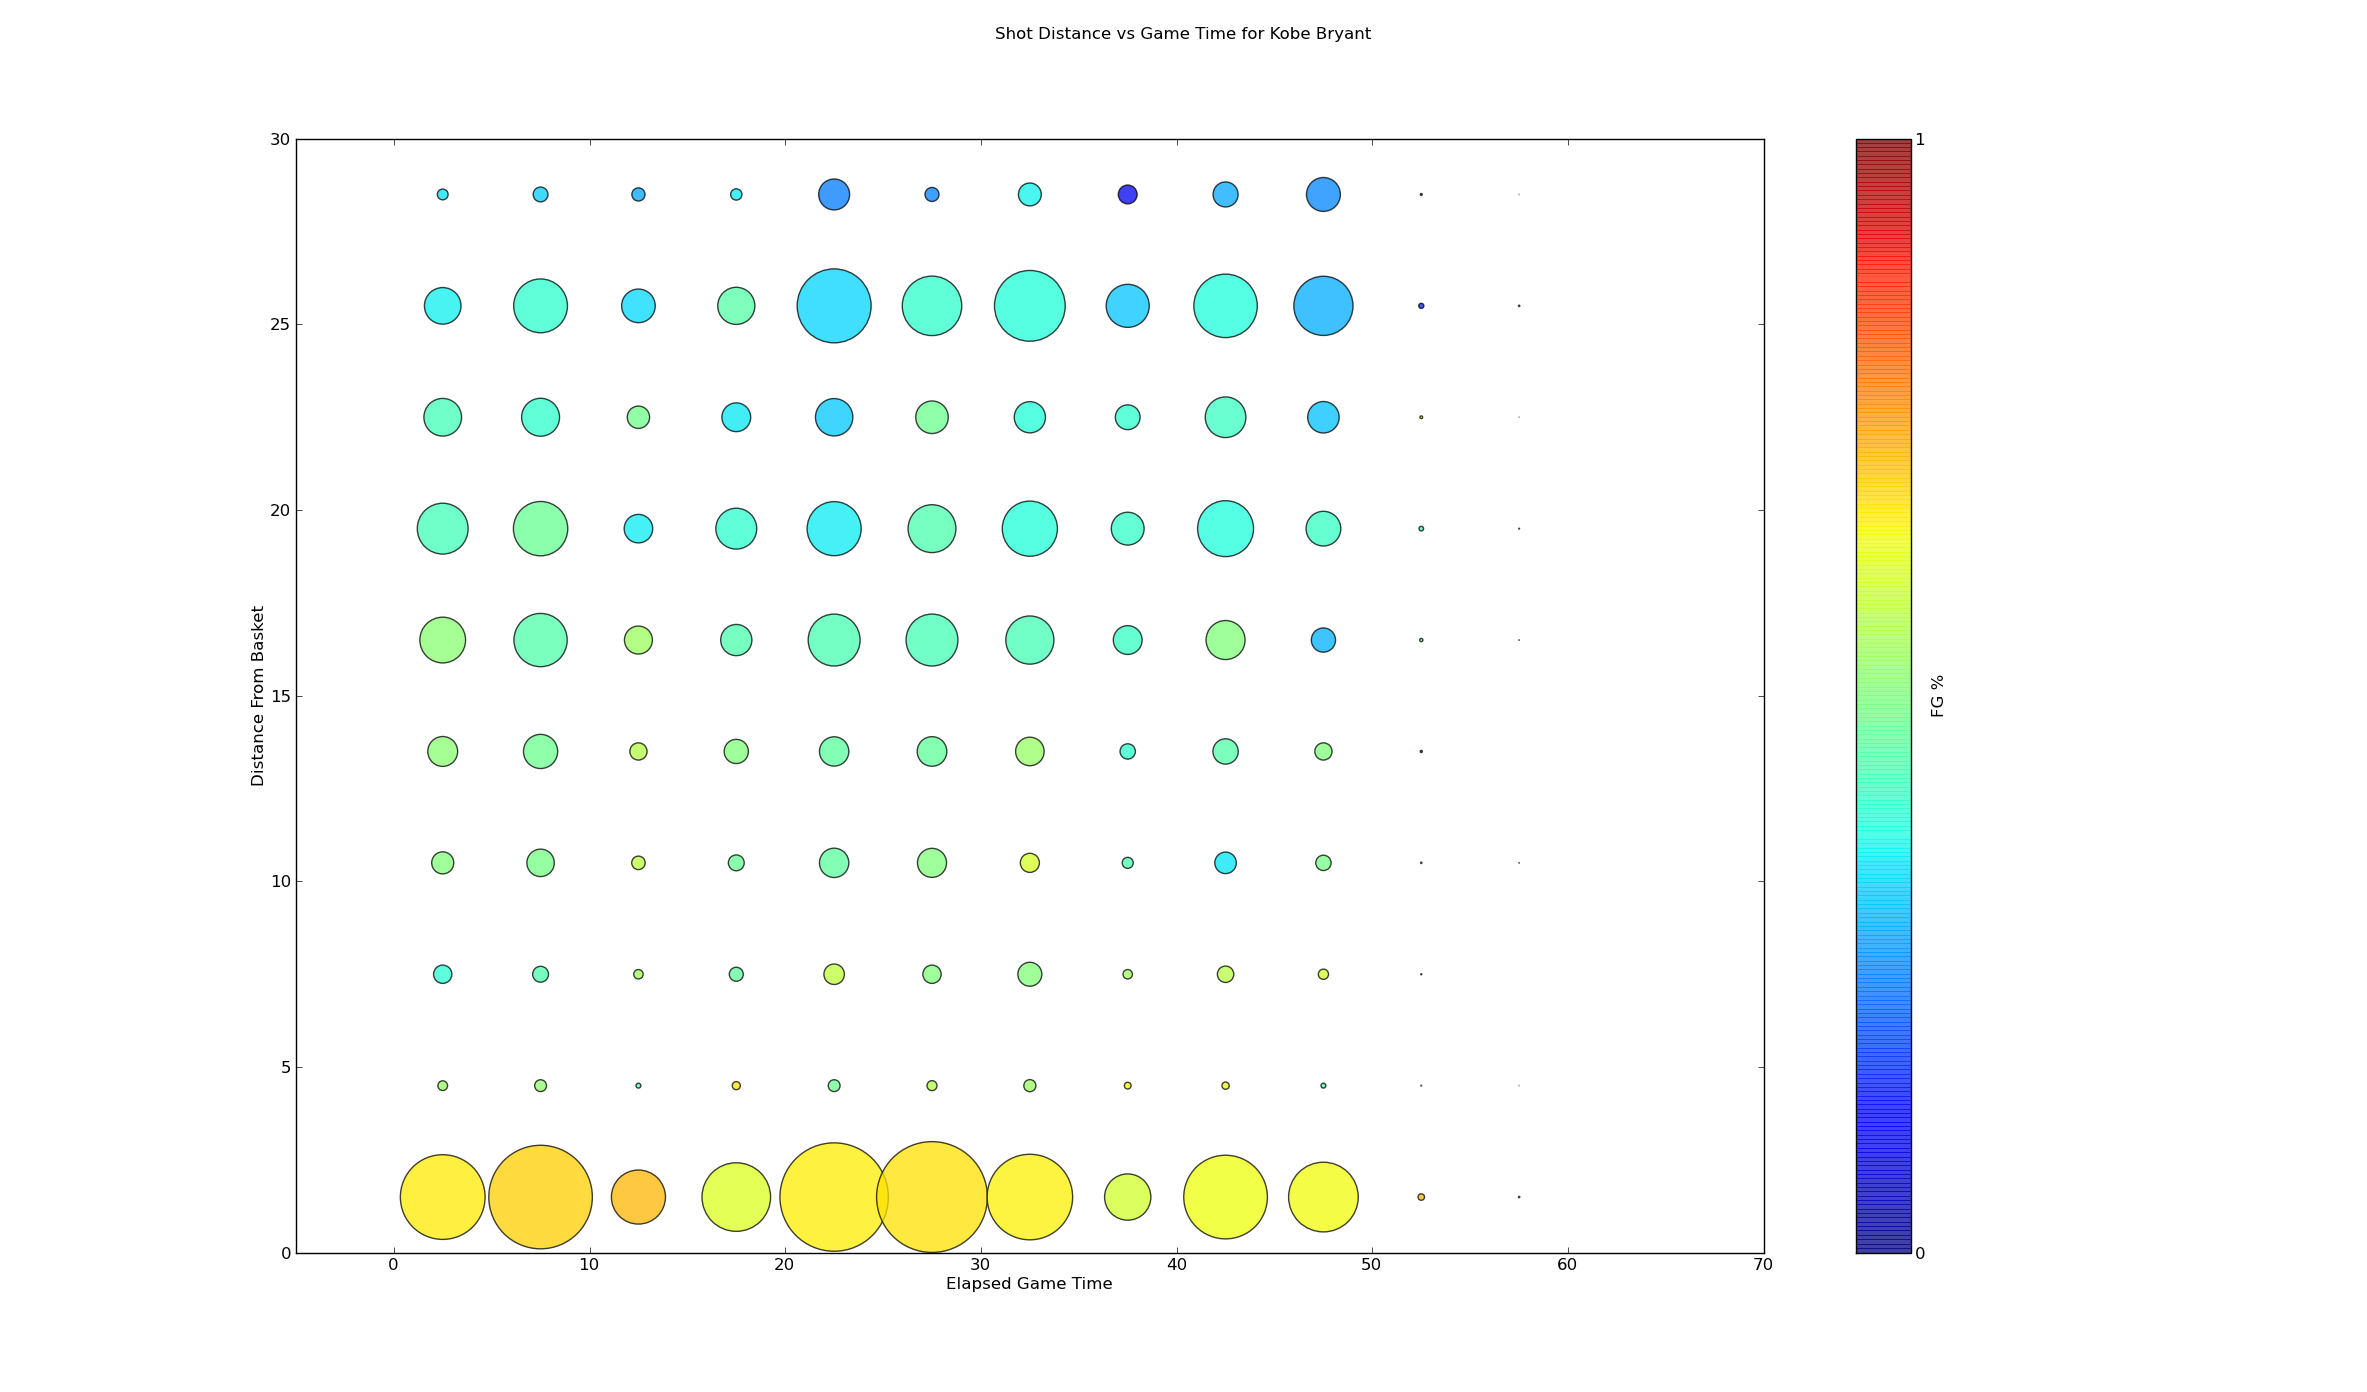 Shot Distance vs Game Time for Kobe Bryant
30
25
20
15
10
5
0
Distance From Basket
0 10 20 30 40 50 60 70
Elapsed Game Time
1
0
FG %